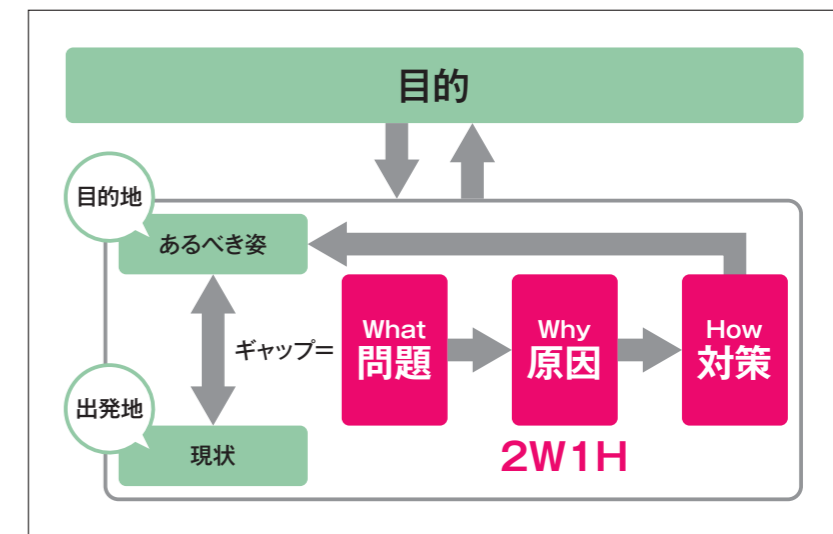 目的
目的地
あるべき姿
ギャップ＝
What
問題
Why
原因
How
対策
出発地
現状
2W1H